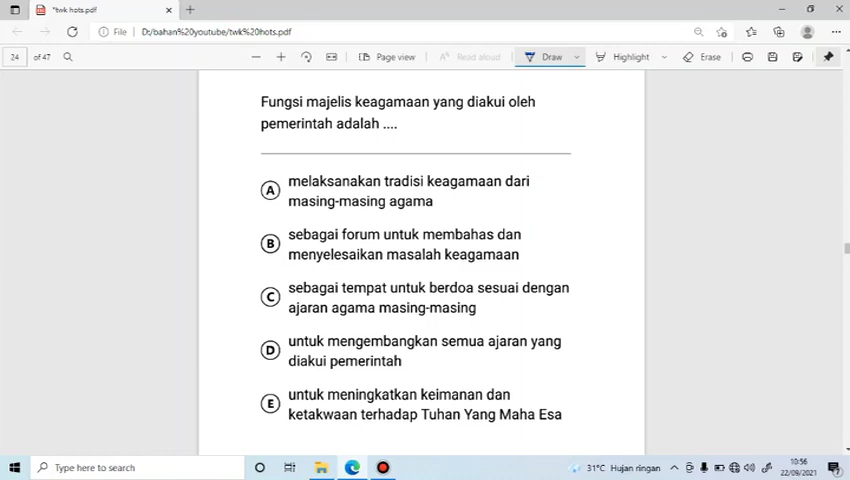 *twk hots.pdf
File D:/bahan%20youtube/twk%20hots.pdf
24 of 47 Page view Read aloud Draw Highlight Erase
Fungsi majelis keagamaan yang diakui oleh
pemerintah adalah ....
A melaksanakan tradisi keagamaan dari
masing-masing agama
B sebagai forum untuk membahas dan
menyelesaikan masalah keagamaan
C sebagai tempat untuk berdoa sesuai dengan
ajaran agama masing-masing
D untuk mengembangkan semua ajaran yang
diakui pemerintah
E untuk meningkatkan keimanan dan
ketakwaan terhadap Tuhan Yang Maha Esa
Type here to search 31°C Hujan ringan 10:56
22/09/2021